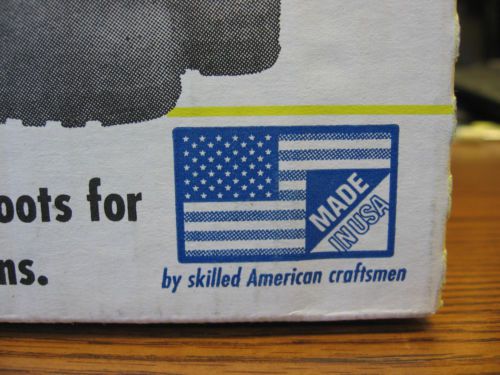 oots for
ns.
MADE
IN USA
by skilled American craftsmen